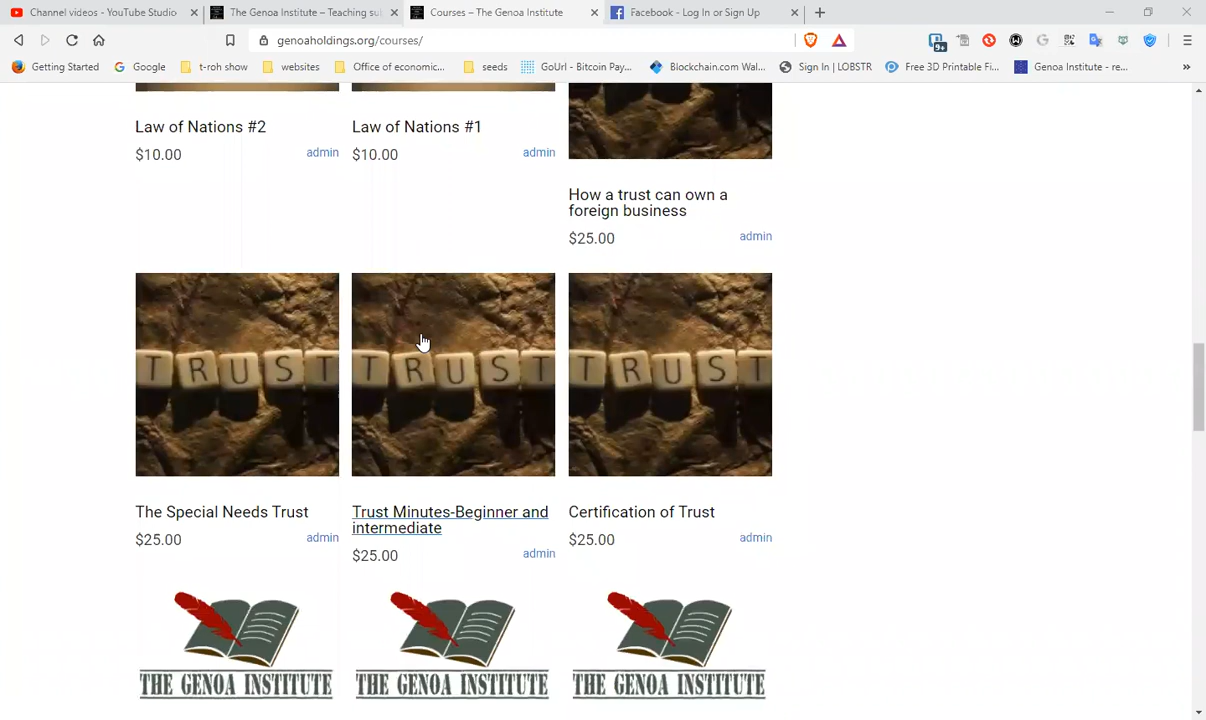 Channel videos - YouTube Studio
The Genoa Institute – Teaching su
Courses – The Genoa Institute
Facebook - Log In or Sign Up
genoaholdings.org/courses/
9+
Getting Started
Google
t-roh show
websites
Office of economic...
seeds
GoUrl - Bitcoin Pay...
Blockchain.com Wal...
Sign In | LOBSTR
Free 3D Printable Fi...
Genoa Institute - re...
Law of Nations #2
$10.00
admin
Law of Nations #1
$10.00
admin
How a trust can own a
foreign business
$25.00
admin
TRUST
The Special Needs Trust
$25.00
admin
TRUST
Trust Minutes-Beginner and
intermediate
$25.00
admin
TRUST
Certification of Trust
$25.00
admin
THE GENOA INSTITUTE
THE GENOA INSTITUTE
THE GENOA INSTITUTE